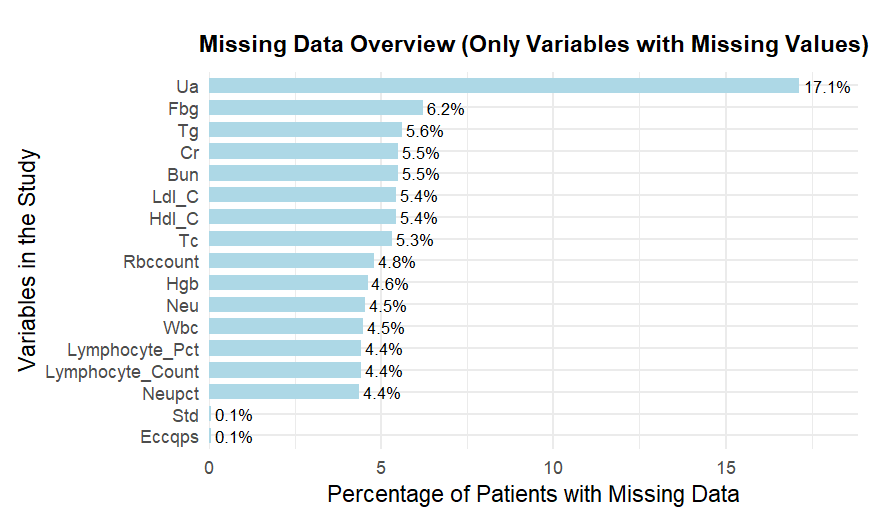 Missing Data Overview (Only Variables with Missing Values)
Variables in the Study
Ua 17.1%
Fbg 6.2%
Tg 5.6%
Cr 5.5%
Bun 5.5%
Ldl_C 5.4%
Hdl_C 5.4%
Tc 5.3%
Rbccount 4.8%
Hgb 4.6%
Neu 4.5%
Wbc 4.5%
Lymphocyte_Pct 4.4%
Lymphocyte_Count 4.4%
Neupct 4.4%
Std 0.1%
Eccqps 0.1%
0 5 10 15
Percentage of Patients with Missing Data